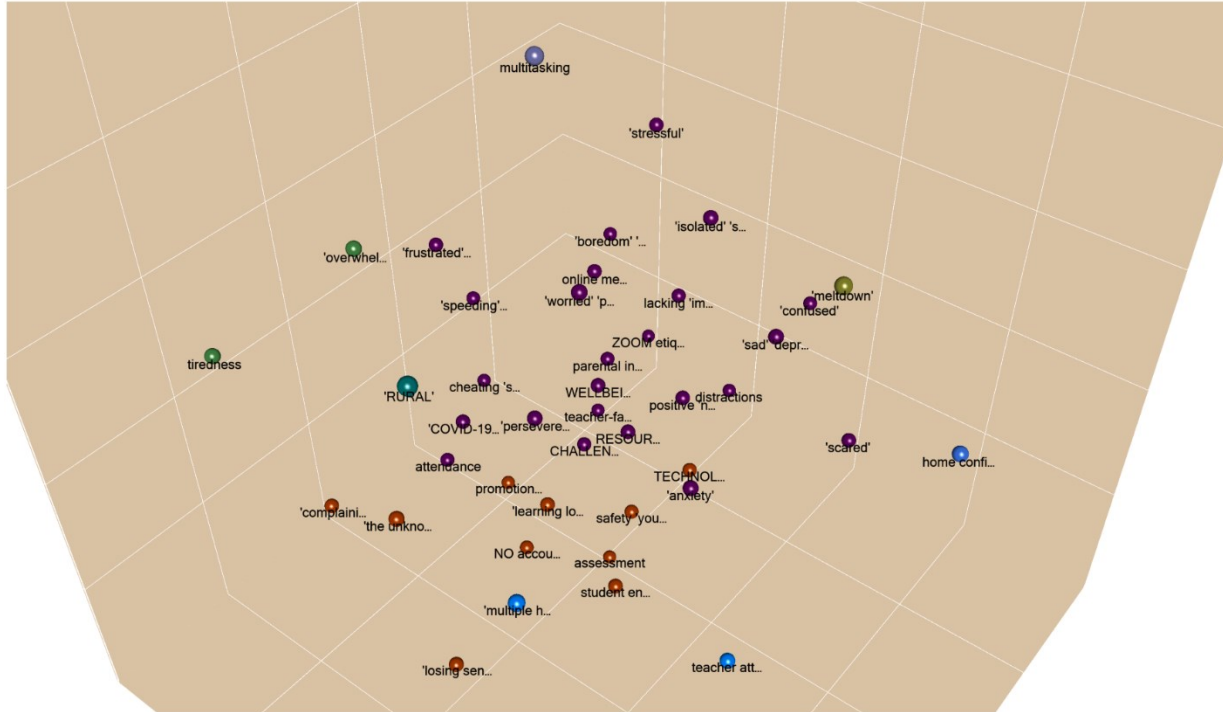 multitasking
'stressful'
'isolated' 's...
'boredom' '...
'frustrated'...
'overwhel...
online me...
'meltdown'
'worried' 'p...
lacking 'im...
'speeding'...
'confused'
ZOOM etiq...
'sad' depr...
tiredness
parental in...
cheating 's...
'RURAL'
WELLBEI...
distractions
positive 'n...
teacher-fa...
'COVID-19...
'persevere...
RESOUR...
CHALLEN...
'scared'
home confi...
attendance
TECHNOL...
promotion...
'anxiety'
'complaini...
'learning lo...
safety 'you...
'the unkno...
NO accou...
assessment
student en...
'multiple h...
teacher att...
'losing sen...